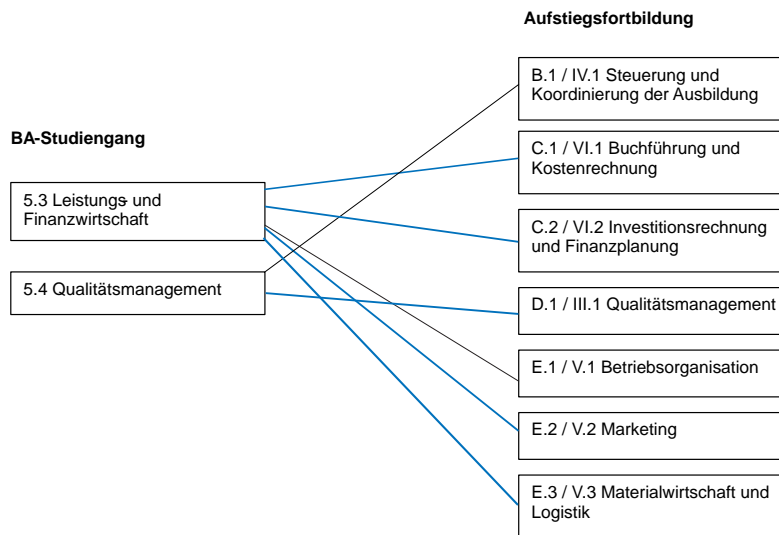 Aufstiegsfortbildung
BA-Studiengang
5.3 Leistungs- und
Finanzwirtschaft
5.4 Qualitätsmanagement
B.1 / IV.1 Steuerung und
Koordinierung der Ausbildung
C.1 / VI.1 Buchführung und
Kostenrechnung
C.2 / VI.2 Investitionsrechnung
und Finanzplanung
D.1 / III.1 Qualitätsmanagement
E.1 / V.1 Betriebsorganisation
E.2 / V.2 Marketing
E.3 / V.3 Materialwirtschaft und
Logistik